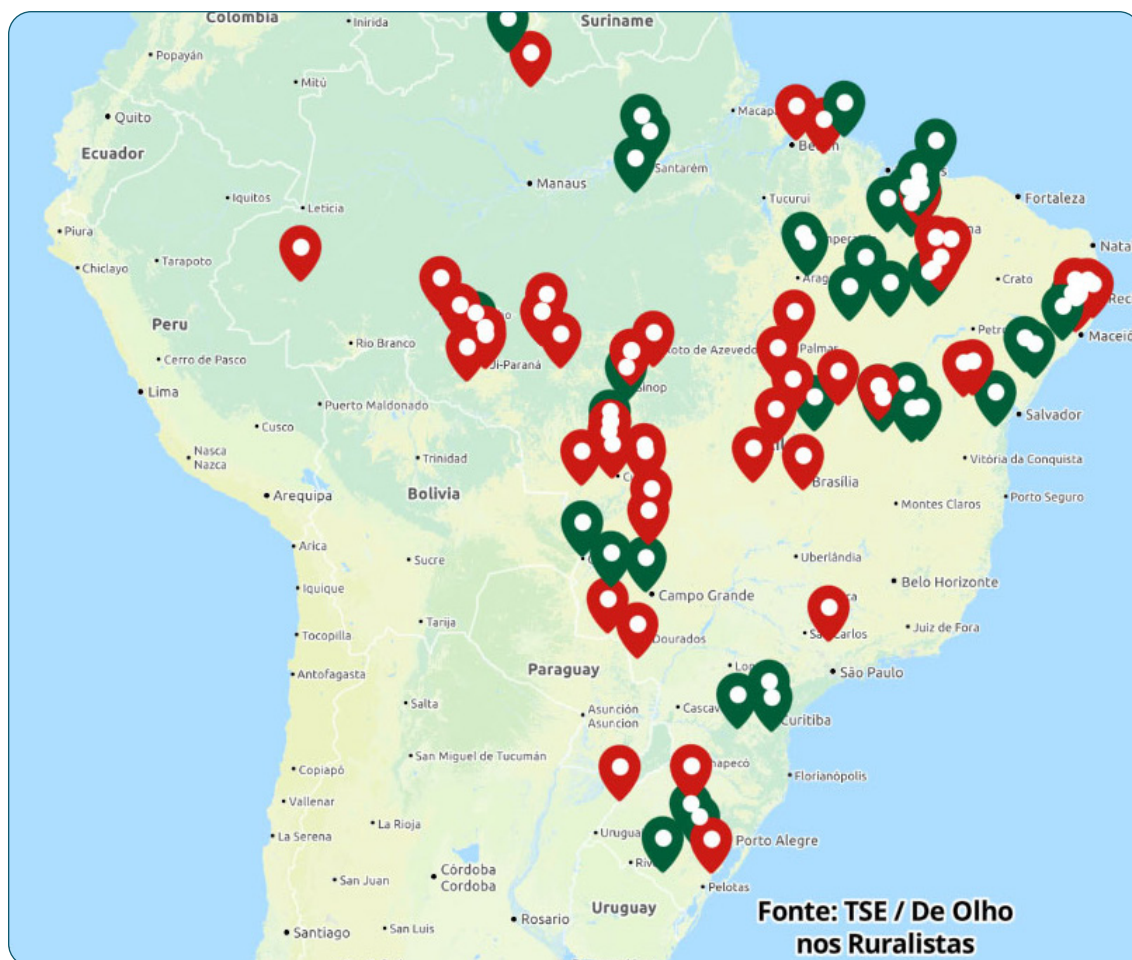 Colombia
Inírida
Suriname
Popayán
Mitú
Macapá
Quito
Ecuador
Santarém
Manaus
Iquitos
Leticia
Tucuruí
Fortaleza
Piura
Chiclayo
Tarapoto
Crato
Peru
Rio Branco
Cerro de Pasco
Palmas
Ji-Paraná
Sinop
Lima
Puerto Maldonado
Salvador
Cusco
Nasca
Nazca
Trinidad
Vitória da Conquista
Bolivia
Brasília
Arequipa
Montes Claros
Porto Seguro
Arica
Sucre
Uberlândia
Iquique
Campo Grande
Belo Horizonte
Tarija
Tocopilla
Dourados
São Carlos
Juiz de Fora
Antofagasta
Paraguay
São Paulo
Salta
Asunción
Asuncion
Curitiba
San Miguel de Tucumán
Copiapó
Florianópolis
Vallenar
La Rioja
La Serena
Porto Alegre
Córdoba
Cordoba
San Juan
Pelotas
Uruguay
Rosario
Santiago
San Luis
Fonte: TSE / De Olho
nos Ruralistas